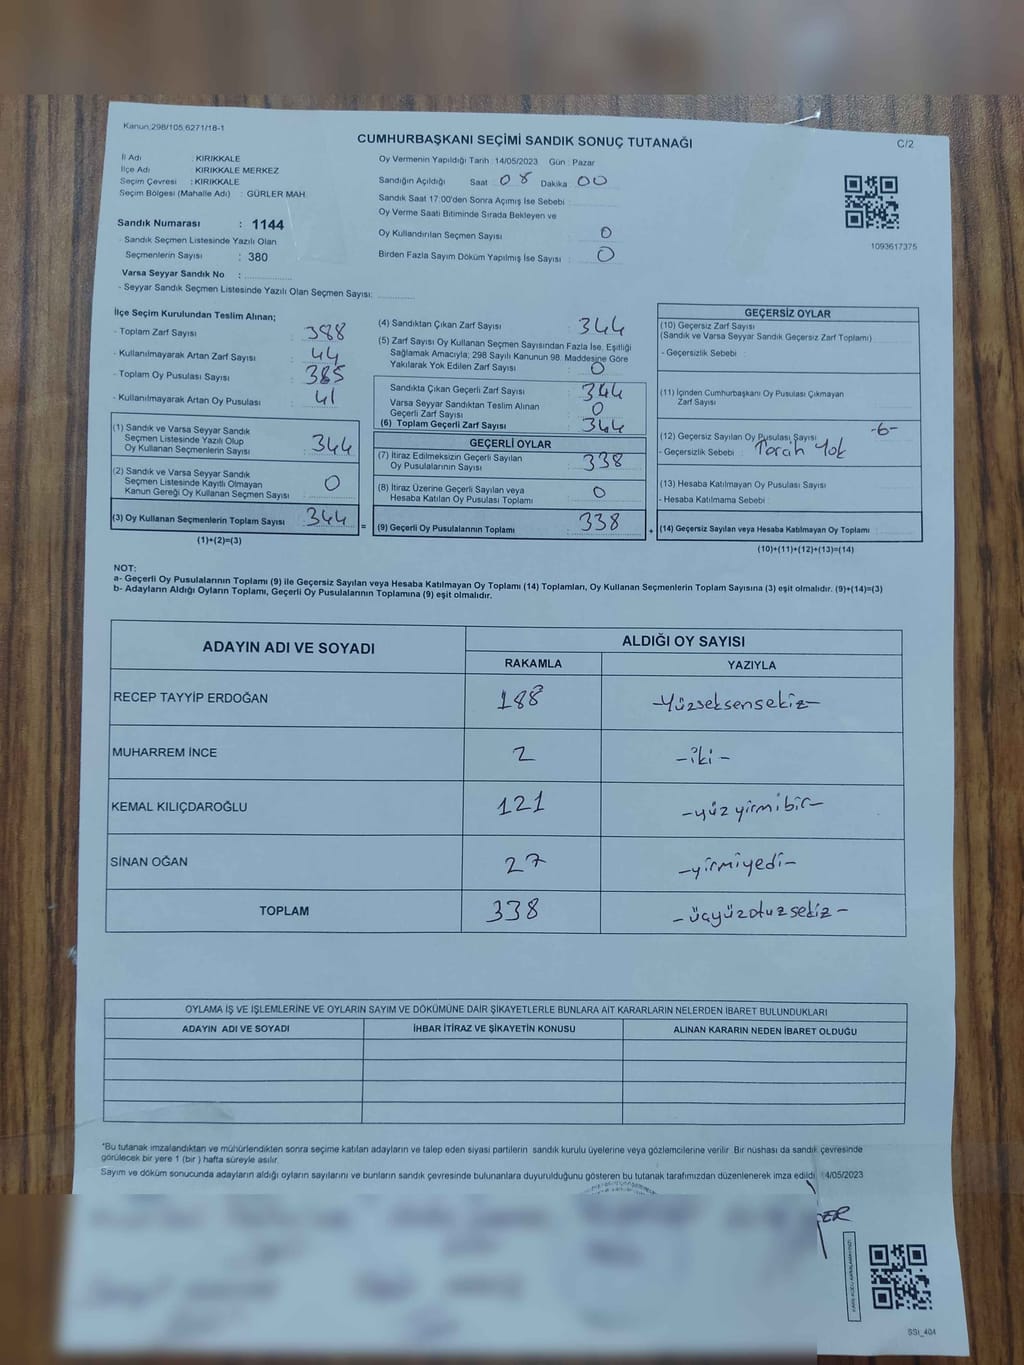 Kanun;298/105,6271/18-1
CUMHURBAŞKANI SEÇİMİ SANDIK SONUÇ TUTANAĞI
C/2
İl Adı : KIRIKKALE
İlçe Adı : KIRIKKALE MERKEZ
Seçim Çevresi : KIRIKKALE
Seçim Bölgesi (Mahalle Adı) : GÜRLER MAH.
Sandık Numarası : 1144
- Sandık Seçmen Listesinde Yazılı Olan
Seçmenlerin Sayısı : 380
Varsa Seyyar Sandık No :
- Seyyar Sandık Seçmen Listesinde Yazılı Olan Seçmen Sayısı:
Oy Vermenin Yapıldığı Tarih : 14/05/2023 Gün : Pazar
Sandığın Açıldığı Saat 08 Dakika 00
Sandık Saat 17:00'den Sonra Açımış İse Sebebi :
Oy Verme Saati Bitiminde Sırada Bekleyen ve
Oy Kullandırılan Seçmen Sayısı : 0
Birden Fazla Sayım Döküm Yapılmış İse Sayısı : 0
1093617375
İlçe Seçim Kurulundan Teslim Alınan;
- Toplam Zarf Sayısı : 388
- Kullanılmayarak Artan Zarf Sayısı : 44
- Toplam Oy Pusulası Sayısı : 385
- Kullanılmayarak Artan Oy Pusulası : 41
(1) Sandık ve Varsa Seyyar Sandık
Seçmen Listesinde Yazılı Olup
Oy Kullanan Seçmenlerin Sayısı : 344
(2) Sandık ve Varsa Seyyar Sandık
Seçmen Listesinde Kayıtlı Olmayan
Kanun Gereği Oy Kullanan Seçmen Sayısı : 0
(3) Oy Kullanan Seçmenlerin Toplam Sayısı : 344 =
(1)+(2)=(3)
(4) Sandıktan Çıkan Zarf Sayısı : 344
(5) Zarf Sayısı Oy Kullanan Seçmen Sayısından Fazla İse, Eşitliği
Sağlamak Amacıyla; 298 Sayılı Kanunun 98. Maddesine Göre
Yakılarak Yok Edilen Zarf Sayısı : 0
Sandıkta Çıkan Geçerli Zarf Sayısı : 344
Varsa Seyyar Sandıktan Teslim Alınan
Geçerli Zarf Sayısı : 0
(6) Toplam Geçerli Zarf Sayısı : 344
GEÇERLİ OYLAR
(7) İtiraz Edilmeksizin Geçerli Sayılan
Oy Pusulalarının Sayısı : 338
(8) İtiraz Üzerine Geçerli Sayılan veya
Hesaba Katılan Oy Pusulası Toplamı : 0
(9) Geçerli Oy Pusulalarının Toplamı : 338 +
GEÇERSİZ OYLAR
(10) Geçersiz Zarf Sayısı
(Sandık ve Varsa Seyyar Sandık Geçersiz Zarf Toplamı)
- Geçersizlik Sebebi :
(11) İçinden Cumhurbaşkanı Oy Pusulası Çıkmayan
Zarf Sayısı
(12) Geçersiz Sayılan Oy Pusulası Sayısı -6-
- Geçersizlik Sebebi : Tercih Yok
(13) Hesaba Katılmayan Oy Pusulası Sayısı
- Hesaba Katılmama Sebebi :
(14) Geçersiz Sayılan veya Hesaba Katılmayan Oy Toplamı :
(10)+(11)+(12)+(13)=(14)
NOT:
a- Geçerli Oy Pusulalarının Toplamı (9) ile Geçersiz Sayılan veya Hesaba Katılmayan Oy Toplamı (14) Toplamları, Oy Kullanan Seçmenlerin Toplam Sayısına (3) eşit olmalıdır. (9)+(14)=(3)
b- Adayların Aldığı Oyların Toplamı, Geçerli Oy Pusulalarının Toplamına (9) eşit olmalıdır.
ADAYIN ADI VE SOYADI
ALDIĞI OY SAYISI
RAKAMLA YAZIYLA
RECEP TAYYİP ERDOĞAN 188 -Yüzseksensekiz-
MUHARREM İNCE 2 -iki-
KEMAL KILIÇDAROĞLU 121 -yüzyirmibir-
SİNAN OĞAN 27 -yirmiyedi-
TOPLAM 338 -üçyüzotuzsekiz-
OYLAMA İŞ VE İŞLEMLERİNE VE OYLARIN SAYIM VE DÖKÜMÜNE DAİR ŞİKAYETLERLE BUNLARA AİT KARARLARIN NELERDEN İBARET BULUNDUKLARI
ADAYIN ADI VE SOYADI İHBAR İTİRAZ VE ŞİKAYETİN KONUSU ALINAN KARARIN NEDEN İBARET OLDUĞU
*Bu tutanak imzalandıktan ve mühürlendikten sonra seçime katılan adayların ve talep eden siyasi partilerin sandık kurulu üyelerine veya gözlemcilerine verilir. Bir nüshası da sandık çevresinde
görülecek bir yere 1 (bir ) hafta süreyle asılır.
Sayım ve döküm sonucunda adayların aldığı oyların sayılarını ve bunların sandık çevresinde bulunanlara duyurulduğunu gösteren bu tutanak tarafımızdan düzenlenerek imza edildi. 14/05/2023
SSI_404